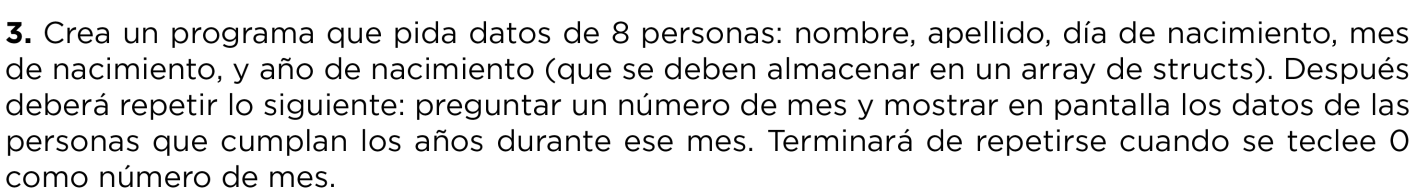 3. Crea un programa que pida datos de 8 personas: nombre, apellido, día de nacimiento, mes
de nacimiento, y año de nacimiento (que se deben almacenar en un array de structs). Después
deberá repetir lo siguiente: preguntar un número de mes y mostrar en pantalla los datos de las
personas que cumplan los años durante ese mes. Terminará de repetirse cuando se teclee 0
como número de mes.